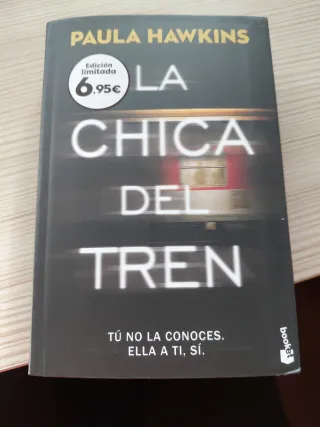 PAULA HAWKINS
Edición
limitada
6.95€
LA
CHICA
DEL
TREN
TÚ NO LA CONOCES.
ELLA A TI, SÍ.
booket